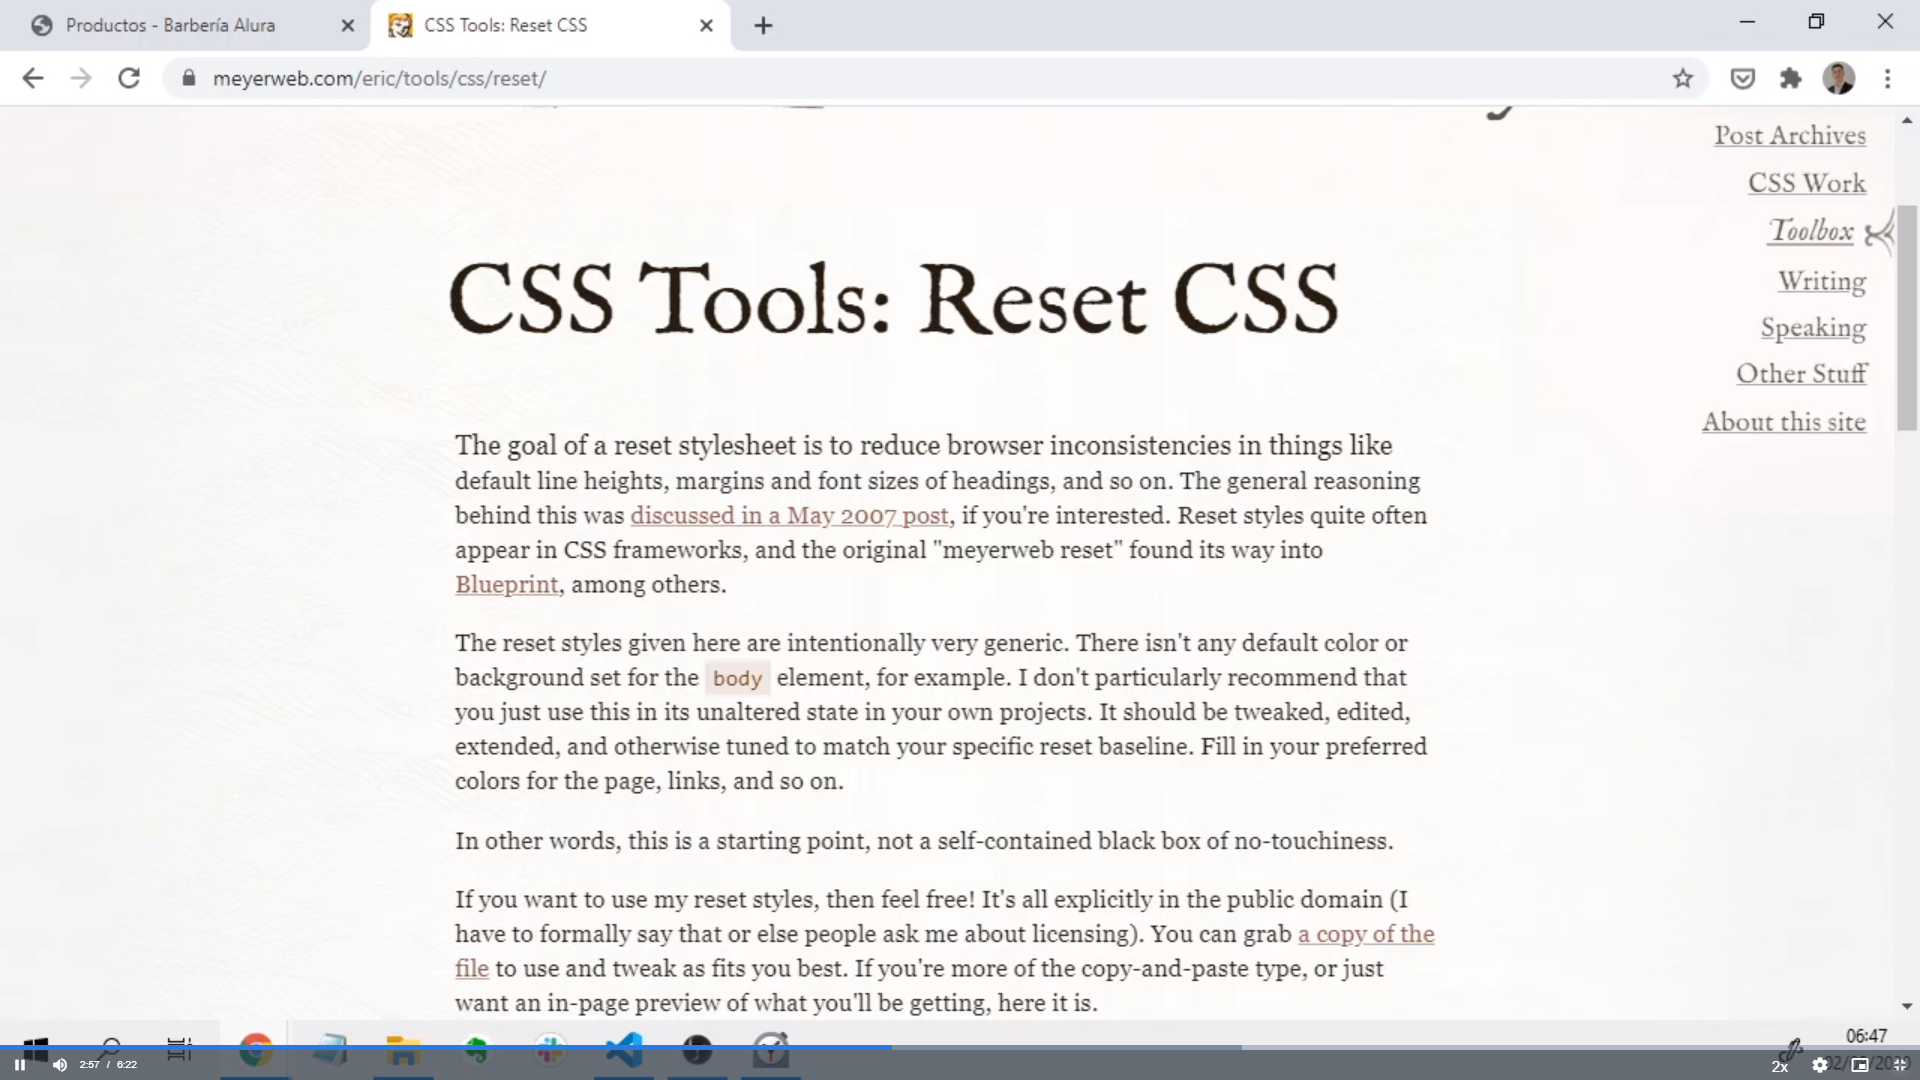 Productos - Barbería Alura
CSS Tools: Reset CSS
meyerweb.com/eric/tools/css/reset/
Post Archives
CSS Work
Toolbox
Writing
Speaking
Other Stuff
About this site
CSS Tools: Reset CSS
The goal of a reset stylesheet is to reduce browser inconsistencies in things like
default line heights, margins and font sizes of headings, and so on. The general reasoning
behind this was discussed in a May 2007 post, if you're interested. Reset styles quite often
appear in CSS frameworks, and the original "meyerweb reset" found its way into
Blueprint, among others.
The reset styles given here are intentionally very generic. There isn't any default color or
background set for the body element, for example. I don't particularly recommend that
you just use this in its unaltered state in your own projects. It should be tweaked, edited,
extended, and otherwise tuned to match your specific reset baseline. Fill in your preferred
colors for the page, links, and so on.
In other words, this is a starting point, not a self-contained black box of no-touchiness.
If you want to use my reset styles, then feel free! It's all explicitly in the public domain (I
have to formally say that or else people ask me about licensing). You can grab a copy of the
file to use and tweak as fits you best. If you're more of the copy-and-paste type, or just
want an in-page preview of what you'll be getting, here it is.
06:47
2:57 / 6:22
2x